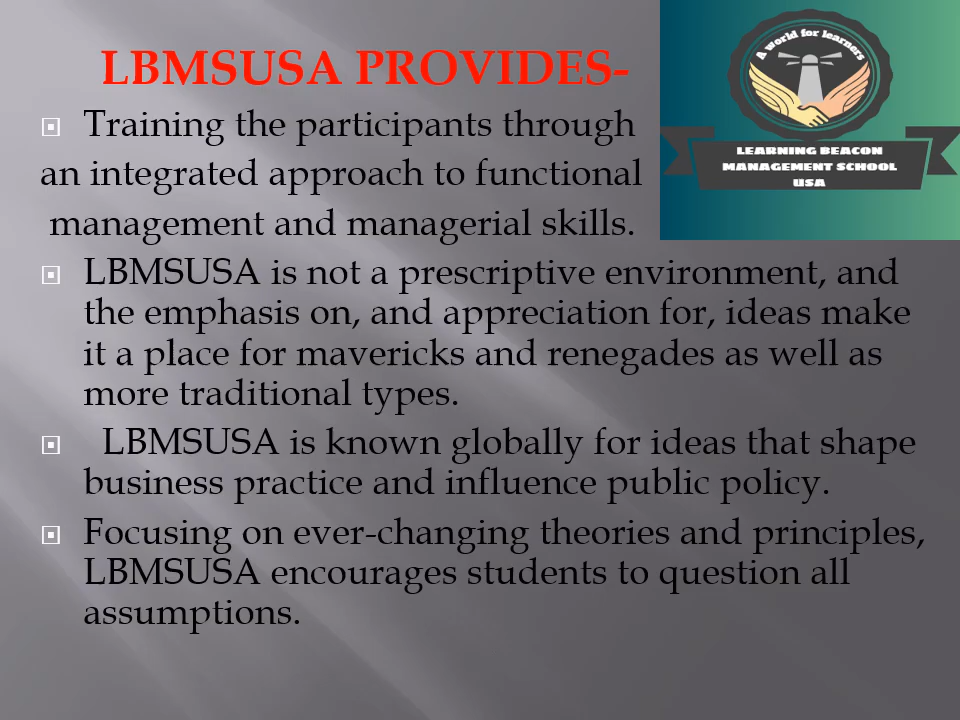 LBMSUSA PROVIDES-
A world for learners
LEARNING BEACON
MANAGEMENT SCHOOL
USA
Training the participants through
an integrated approach to functional
management and managerial skills.
LBMSUSA is not a prescriptive environment, and
the emphasis on, and appreciation for, ideas make
it a place for mavericks and renegades as well as
more traditional types.
LBMSUSA is known globally for ideas that shape
business practice and influence public policy.
Focusing on ever-changing theories and principles,
LBMSUSA encourages students to question all
assumptions.